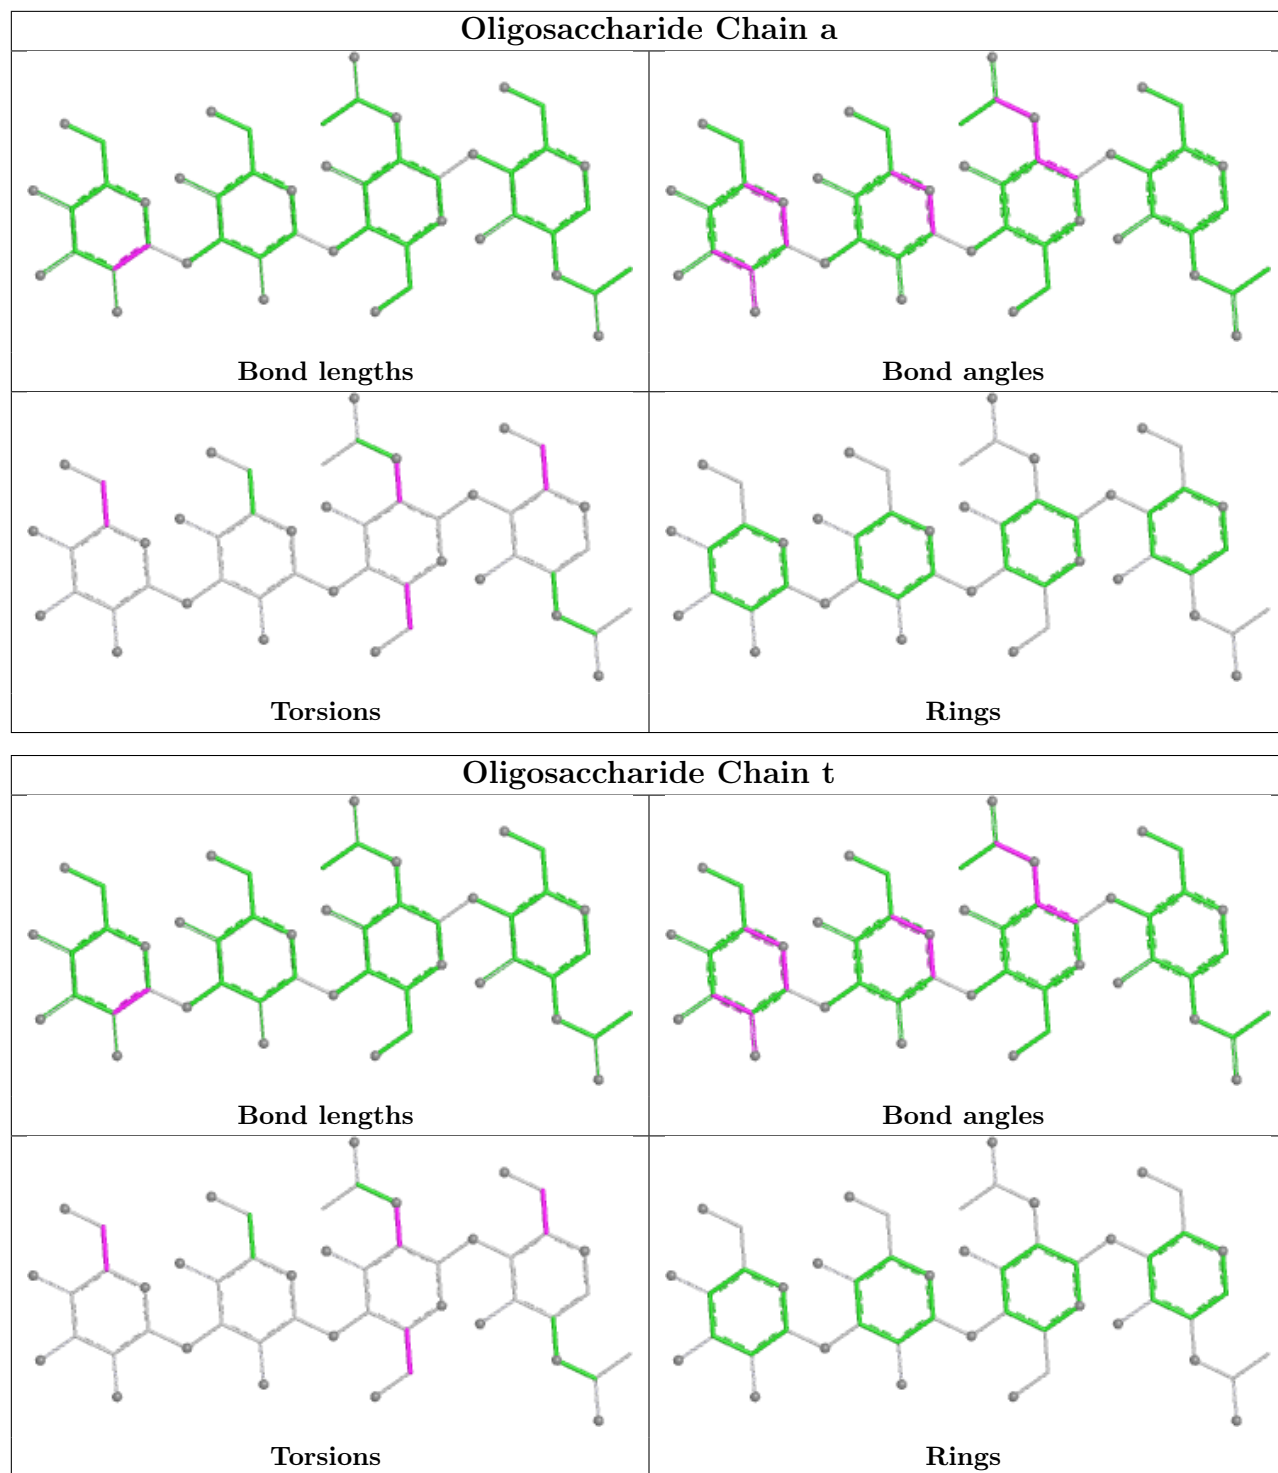 Oligosaccharide Chain a
Bond lengths
Bond angles
Torsions
Rings
Oligosaccharide Chain t
Bond lengths
Bond angles
Torsions
Rings